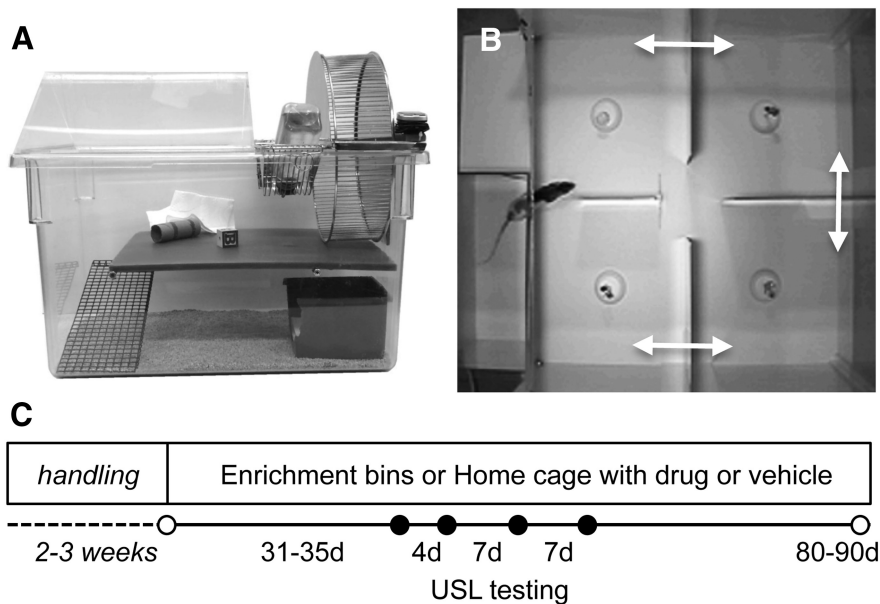 A
B
C
handling
Enrichment bins or Home cage with drug or vehicle
2-3 weeks
31-35d
4d
7d
7d
80-90d
USL testing